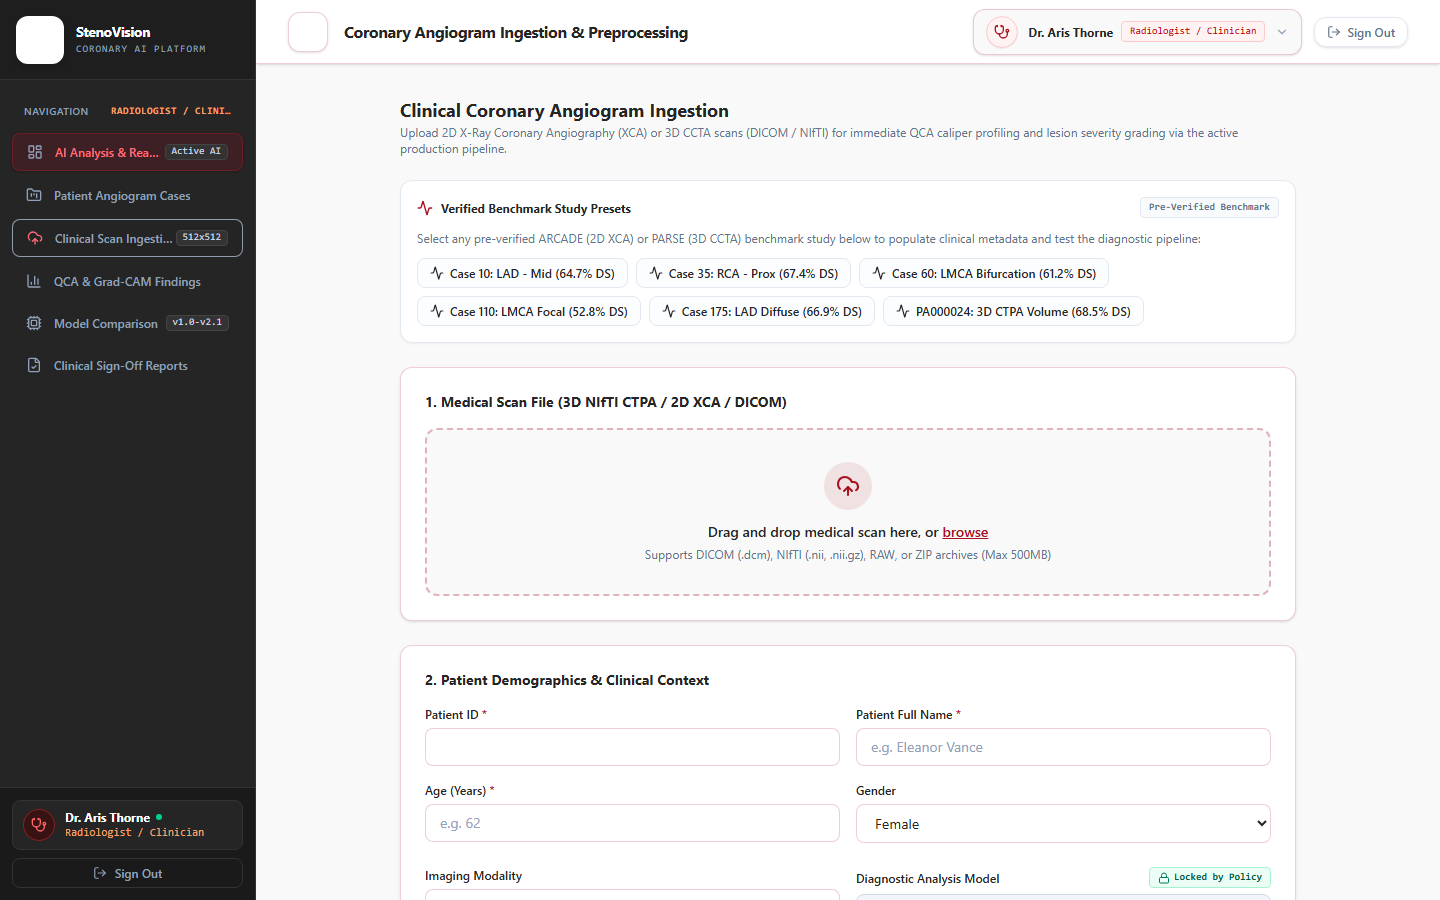 StenoVision
CORONARY AI PLATFORM
NAVIGATION
RADIOLOGIST / CLINI…
AI Analysis & Rea...
Active AI
Patient Angiogram Cases
Clinical Scan Ingesti...
512x512
QCA & Grad-CAM Findings
Model Comparison
v1.0-v2.1
Clinical Sign-Off Reports
Dr. Aris Thorne
Radiologist / Clinician
Sign Out
Coronary Angiogram Ingestion & Preprocessing
Dr. Aris Thorne
Radiologist / Clinician
Sign Out
Clinical Coronary Angiogram Ingestion
Upload 2D X-Ray Coronary Angiography (XCA) or 3D CCTA scans (DICOM / NIfTI) for immediate QCA caliper profiling and lesion severity grading via the active
production pipeline.
Verified Benchmark Study Presets
Pre-Verified Benchmark
Select any pre-verified ARCADE (2D XCA) or PARSE (3D CCTA) benchmark study below to populate clinical metadata and test the diagnostic pipeline:
Case 10: LAD - Mid (64.7% DS)
Case 35: RCA - Prox (67.4% DS)
Case 60: LMCA Bifurcation (61.2% DS)
Case 110: LMCA Focal (52.8% DS)
Case 175: LAD Diffuse (66.9% DS)
PA000024: 3D CTPA Volume (68.5% DS)
1. Medical Scan File (3D NIfTI CTPA / 2D XCA / DICOM)
Drag and drop medical scan here, or browse
Supports DICOM (.dcm), NIfTI (.nii, .nii.gz), RAW, or ZIP archives (Max 500MB)
2. Patient Demographics & Clinical Context
Patient ID *
Patient Full Name *
e.g. Eleanor Vance
Age (Years) *
e.g. 62
Gender
Female
Imaging Modality
Diagnostic Analysis Model
Locked by Policy